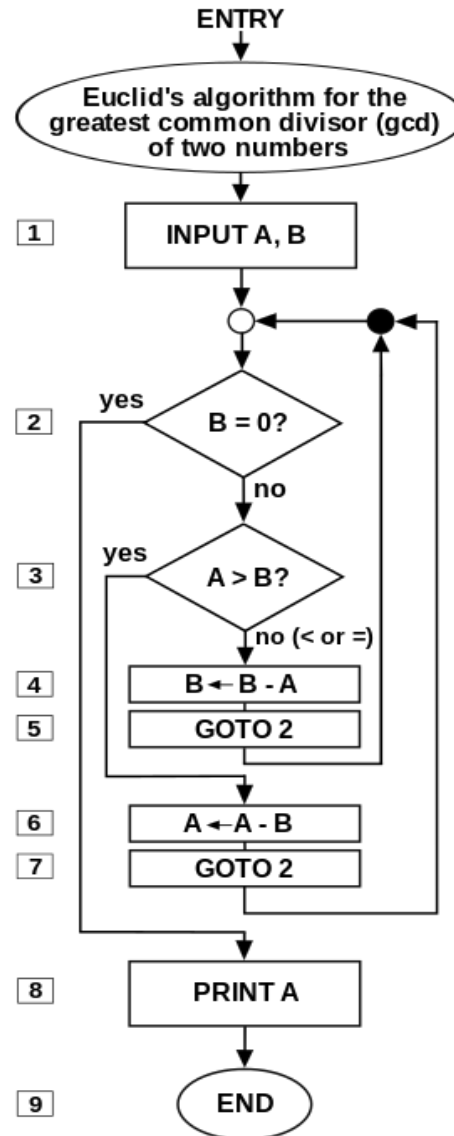 ENTRY
Euclid's algorithm for the
greatest common divisor (gcd)
of two numbers
1
INPUT A, B
yes
2
B = 0?
no
yes
3
A > B?
no (< or =)
4
B ← B - A
5
GOTO 2
6
A ← A - B
7
GOTO 2
8
PRINT A
9
END